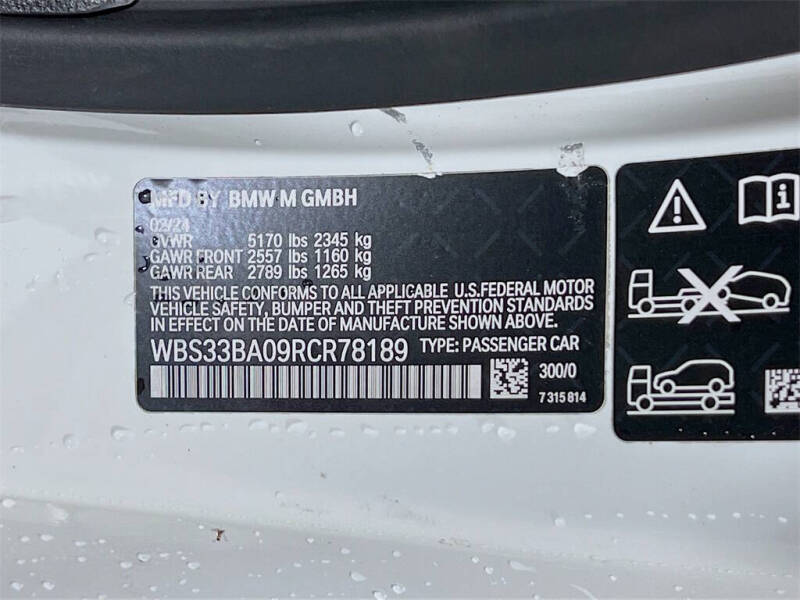 MFD BY BMW M GMBH
02/24
GVWR 5170 lbs 2345 kg
GAWR FRONT 2557 lbs 1160 kg
GAWR REAR 2789 lbs 1265 kg
THIS VEHICLE CONFORMS TO ALL APPLICABLE U.S.FEDERAL MOTOR
VEHICLE SAFETY, BUMPER AND THEFT PREVENTION STANDARDS
IN EFFECT ON THE DATE OF MANUFACTURE SHOWN ABOVE.
WBS33BA09RCR78189 TYPE: PASSENGER CAR
300/0
7315814